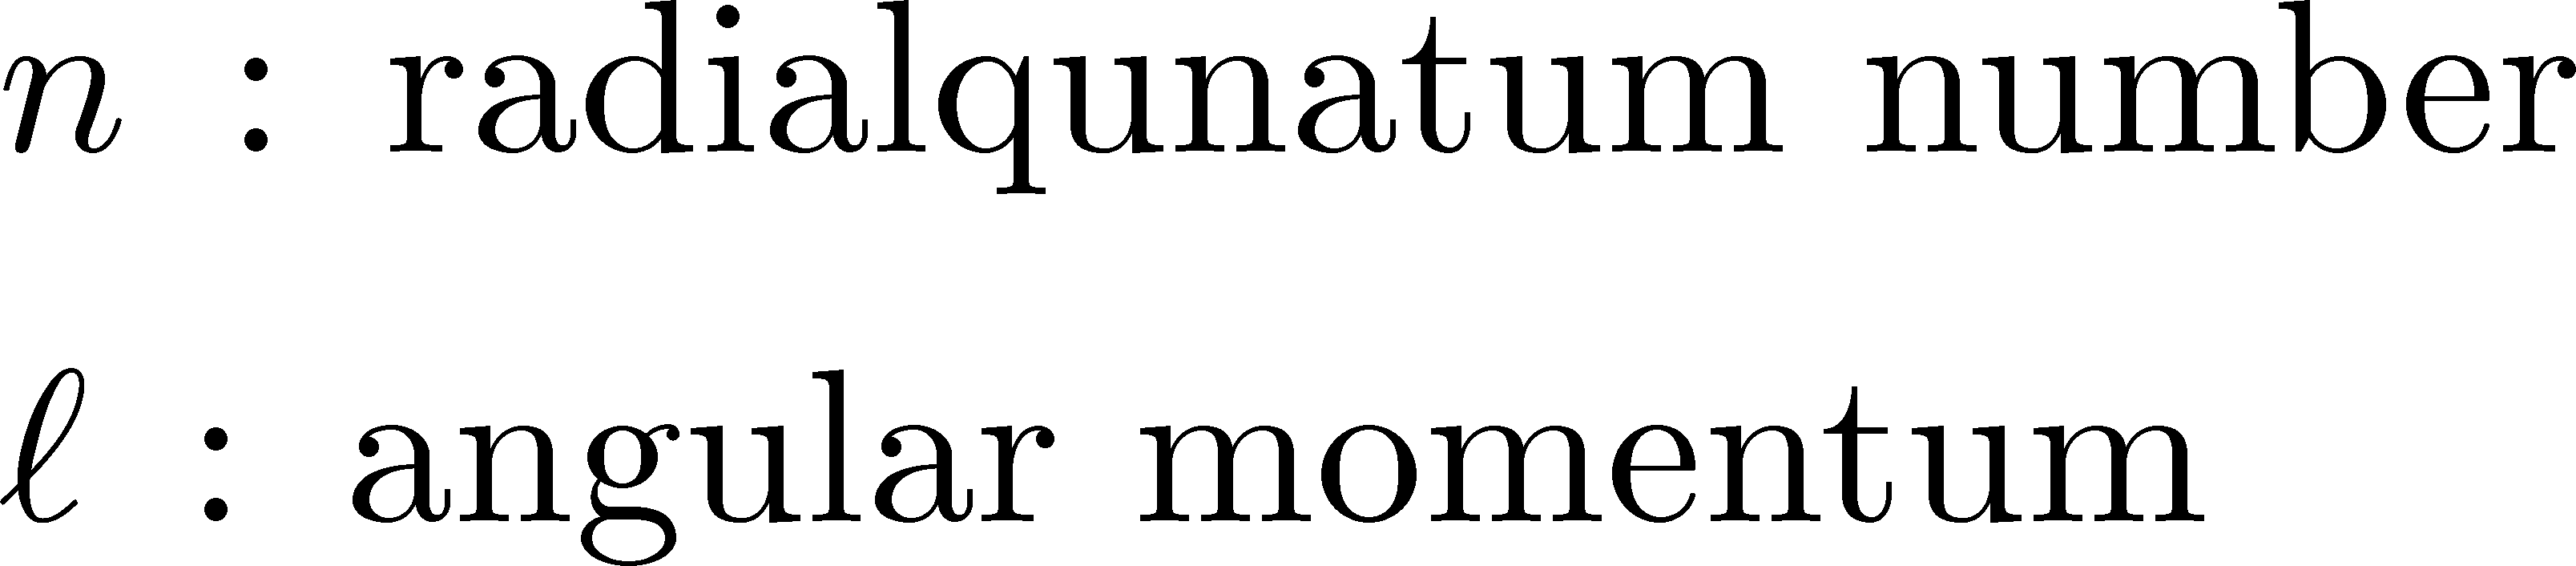 n : radialqunatum number
ℓ : angular momentum